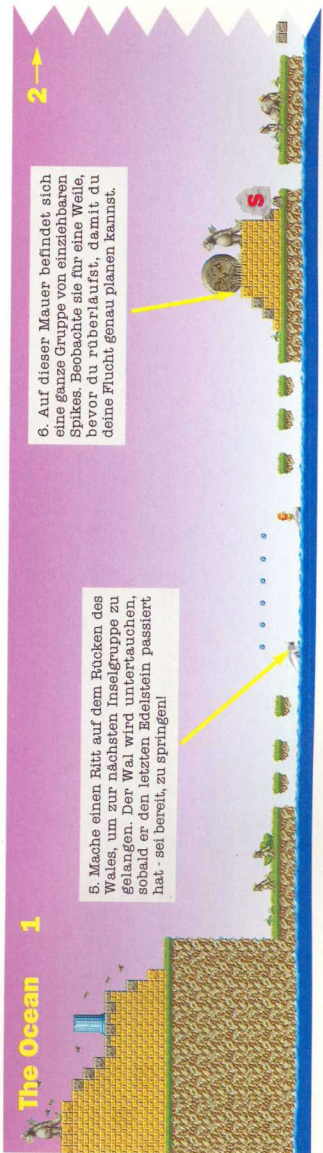 The Ocean 1
5. Mache einen Ritt auf dem Rücken des
Wales, um zur nächsten Inselgruppe zu
gelangen. Der Wal wird untertauchen,
sobald er den letzten Edelstein passiert
hat - sei bereit, zu springen!
6. Auf dieser Mauer befindet sich
eine ganze Gruppe von einziehbaren
Spikes. Beobachte sie für eine Weile,
bevor du rüberläufst, damit du
deine Flucht genau planen kannst.
S
2